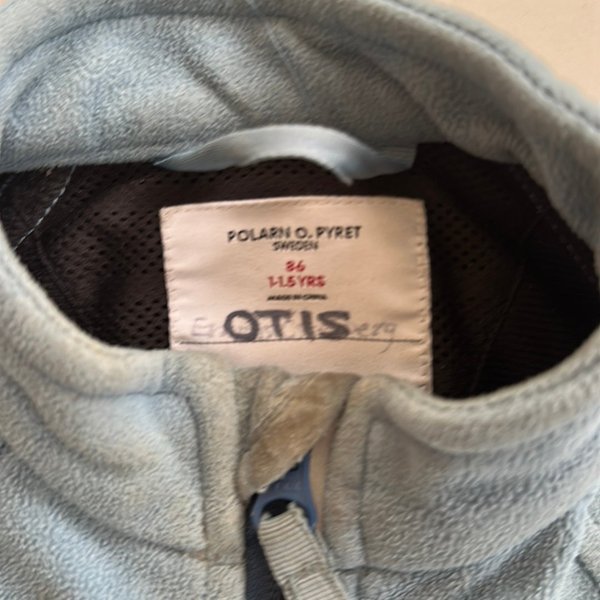 POLARN O. PYRET
SWEDEN
86
1-1.5 YRS
MADE IN CHINA
OTIS